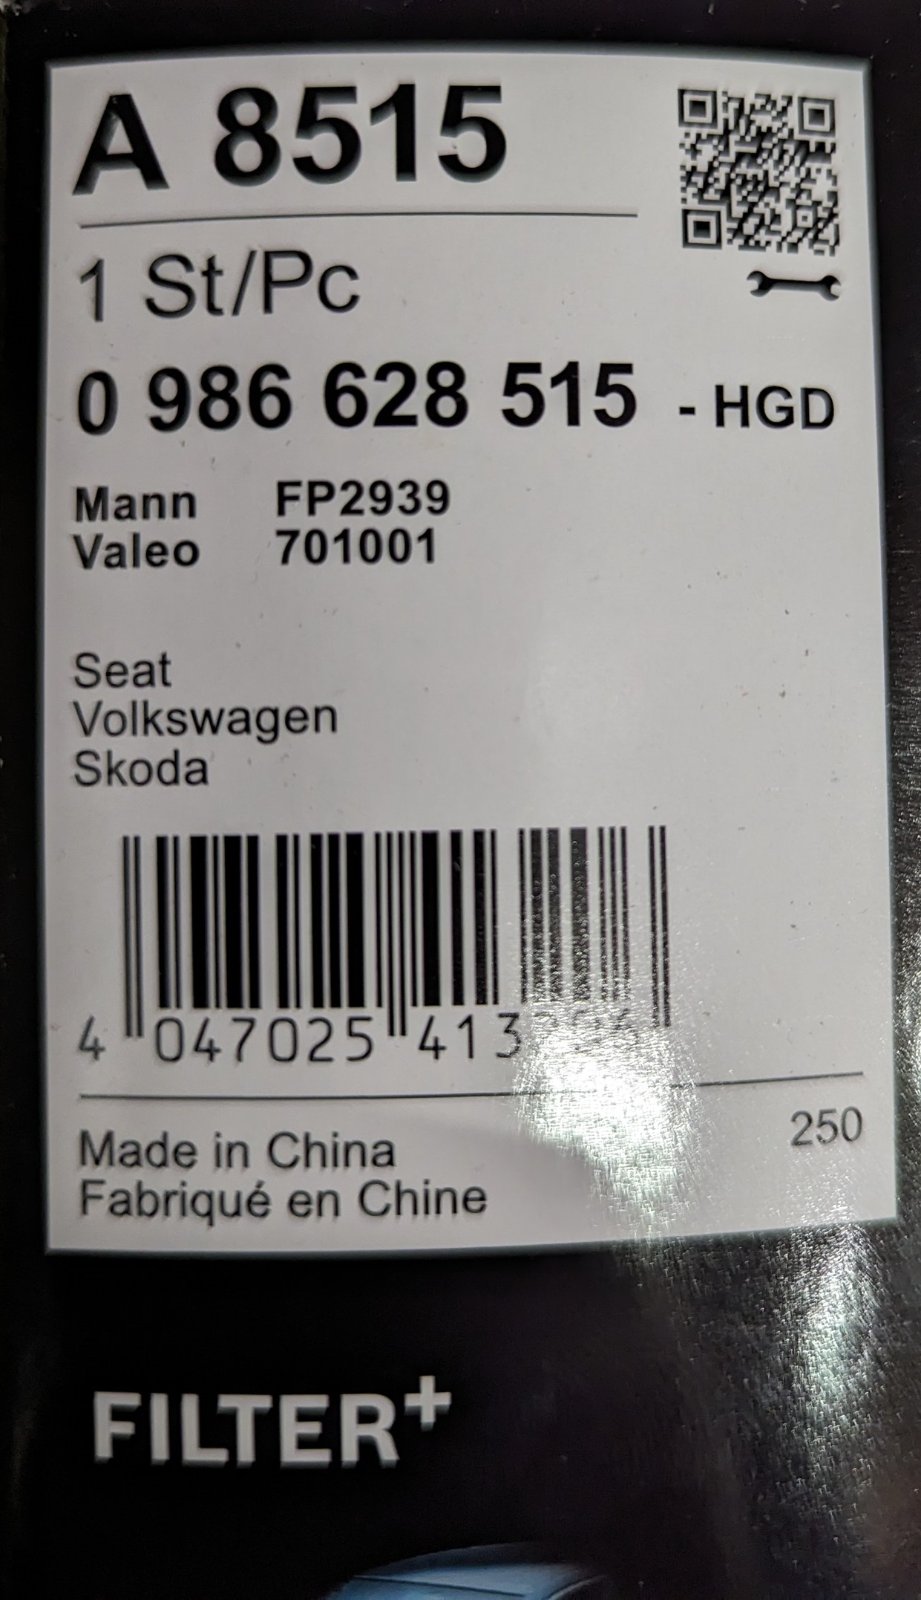 A 8515
1 St/Pc
0 986 628 515 - HGD
Mann FP2939
Valeo 701001
Seat
Volkswagen
Skoda
4 047025 413
250
Made in China
Fabriqué en Chine
FILTER+